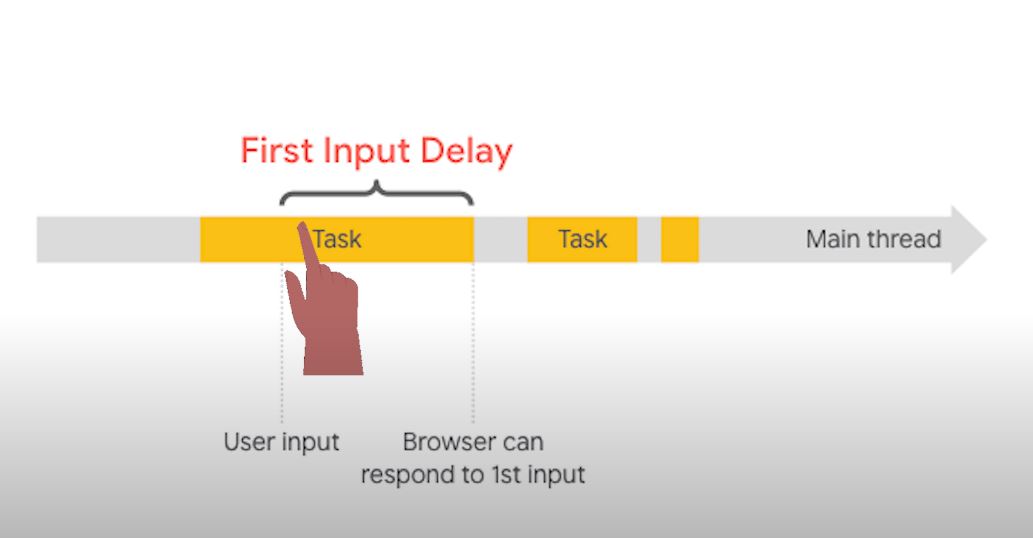 First Input Delay
Task
Task
Main thread
User input
Browser can
respond to 1st input